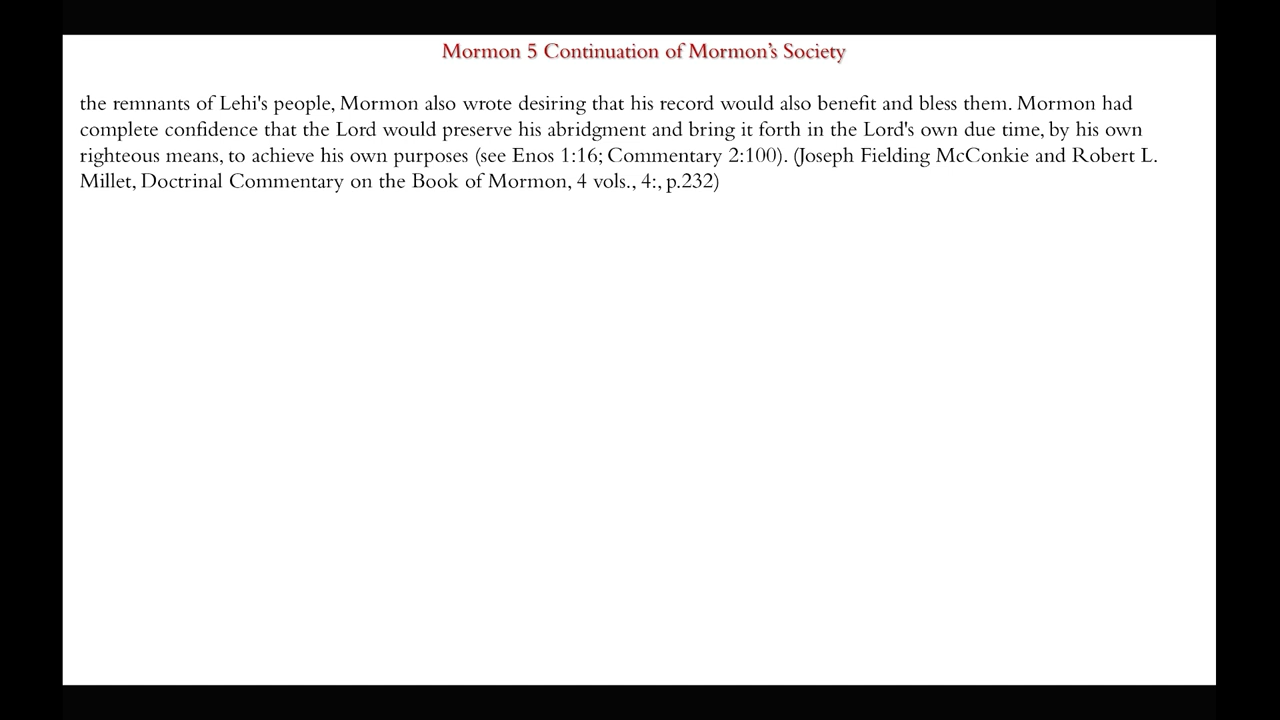 Mormon 5 Continuation of Mormon’s Society
the remnants of Lehi's people, Mormon also wrote desiring that his record would also benefit and bless them. Mormon had
complete confidence that the Lord would preserve his abridgment and bring it forth in the Lord's own due time, by his own
righteous means, to achieve his own purposes (see Enos 1:16; Commentary 2:100). (Joseph Fielding McConkie and Robert L.
Millet, Doctrinal Commentary on the Book of Mormon, 4 vols., 4:, p.232)